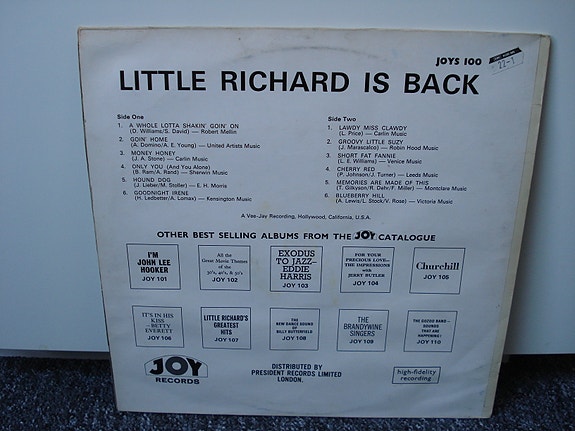 JOYS 100
22-1
LITTLE RICHARD IS BACK
Side One
1. A WHOLE LOTTA SHAKIN' GOIN' ON
(D. Williams/S. David) — Robert Mellin
2. GOIN' HOME
(A. Domino/A. E. Young) — United Artists Music
3. MONEY HONEY
(J. A. Stone) — Carlin Music
4. ONLY YOU (And You Alone)
(B. Ram/A. Rand) — Sherwin Music
5. HOUND DOG
(J. Lieber/M. Stoller) — E. H. Morris
6. GOODNIGHT IRENE
(H. Ledbetter/A. Lomax) — Kensington Music
Side Two
1. LAWDY MISS CLAWDY
(L. Price) — Carlin Music
2. GROOVY LITTLE SUZY
(J. Marascalco) — Robin Hood Music
3. SHORT FAT FANNIE
(L. E. Williams) — Venice Music
4. CHERRY RED
(P. Johnson/J. Turner) — Leeds Music
5. MEMORIES ARE MADE OF THIS
(T. Gilkyson/R. Dehr/F. Miller) — Montclare Music
6. BLUEBERRY HILL
(A. Lewis/L. Stock/V. Rose) — Victoria Music
A Vee-Jay Recording, Hollywood, California, U.S.A.
OTHER BEST SELLING ALBUMS FROM THE JOY CATALOGUE
I'M
JOHN LEE
HOOKER
JOY 101
All the
Great Movie Themes
of the
30's, 40's, & 50's
JOY 102
EXODUS
TO JAZZ—
EDDIE
HARRIS
JOY 103
FOR YOUR
PRECIOUS LOVE—
THE IMPRESSIONS
with
JERRY BUTLER
JOY 104
Churchill
JOY 105
IT'S IN HIS
KISS
—BETTY
EVERETT
JOY 106
LITTLE RICHARD'S
GREATEST
HITS
JOY 107
THE
NEW DANCE SOUND
OF
BILLY BUTTERFIELD
JOY 108
THE
BRANDYWINE
SINGERS
JOY 109
THE GOZOO BAND—
SOUNDS
THAT ARE
HAPPENING
JOY 110
JOY
RECORDS
DISTRIBUTED BY
PRESIDENT RECORDS LIMITED
LONDON.
high-fidelity
recording